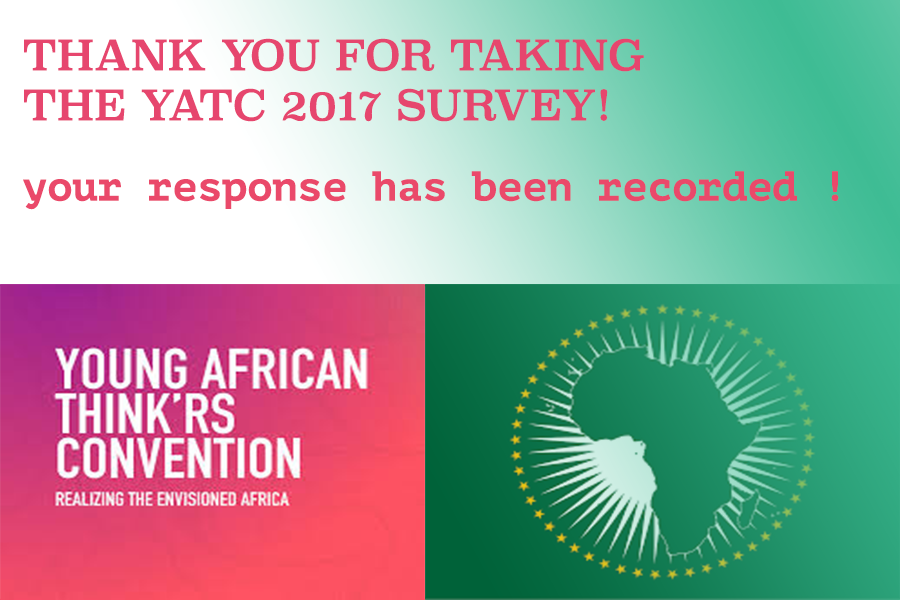 THANK YOU FOR TAKING
THE YATC 2017 SURVEY!
your response has been recorded !
YOUNG AFRICAN
THINK'RS
CONVENTION
REALIZING THE ENVISIONED AFRICA